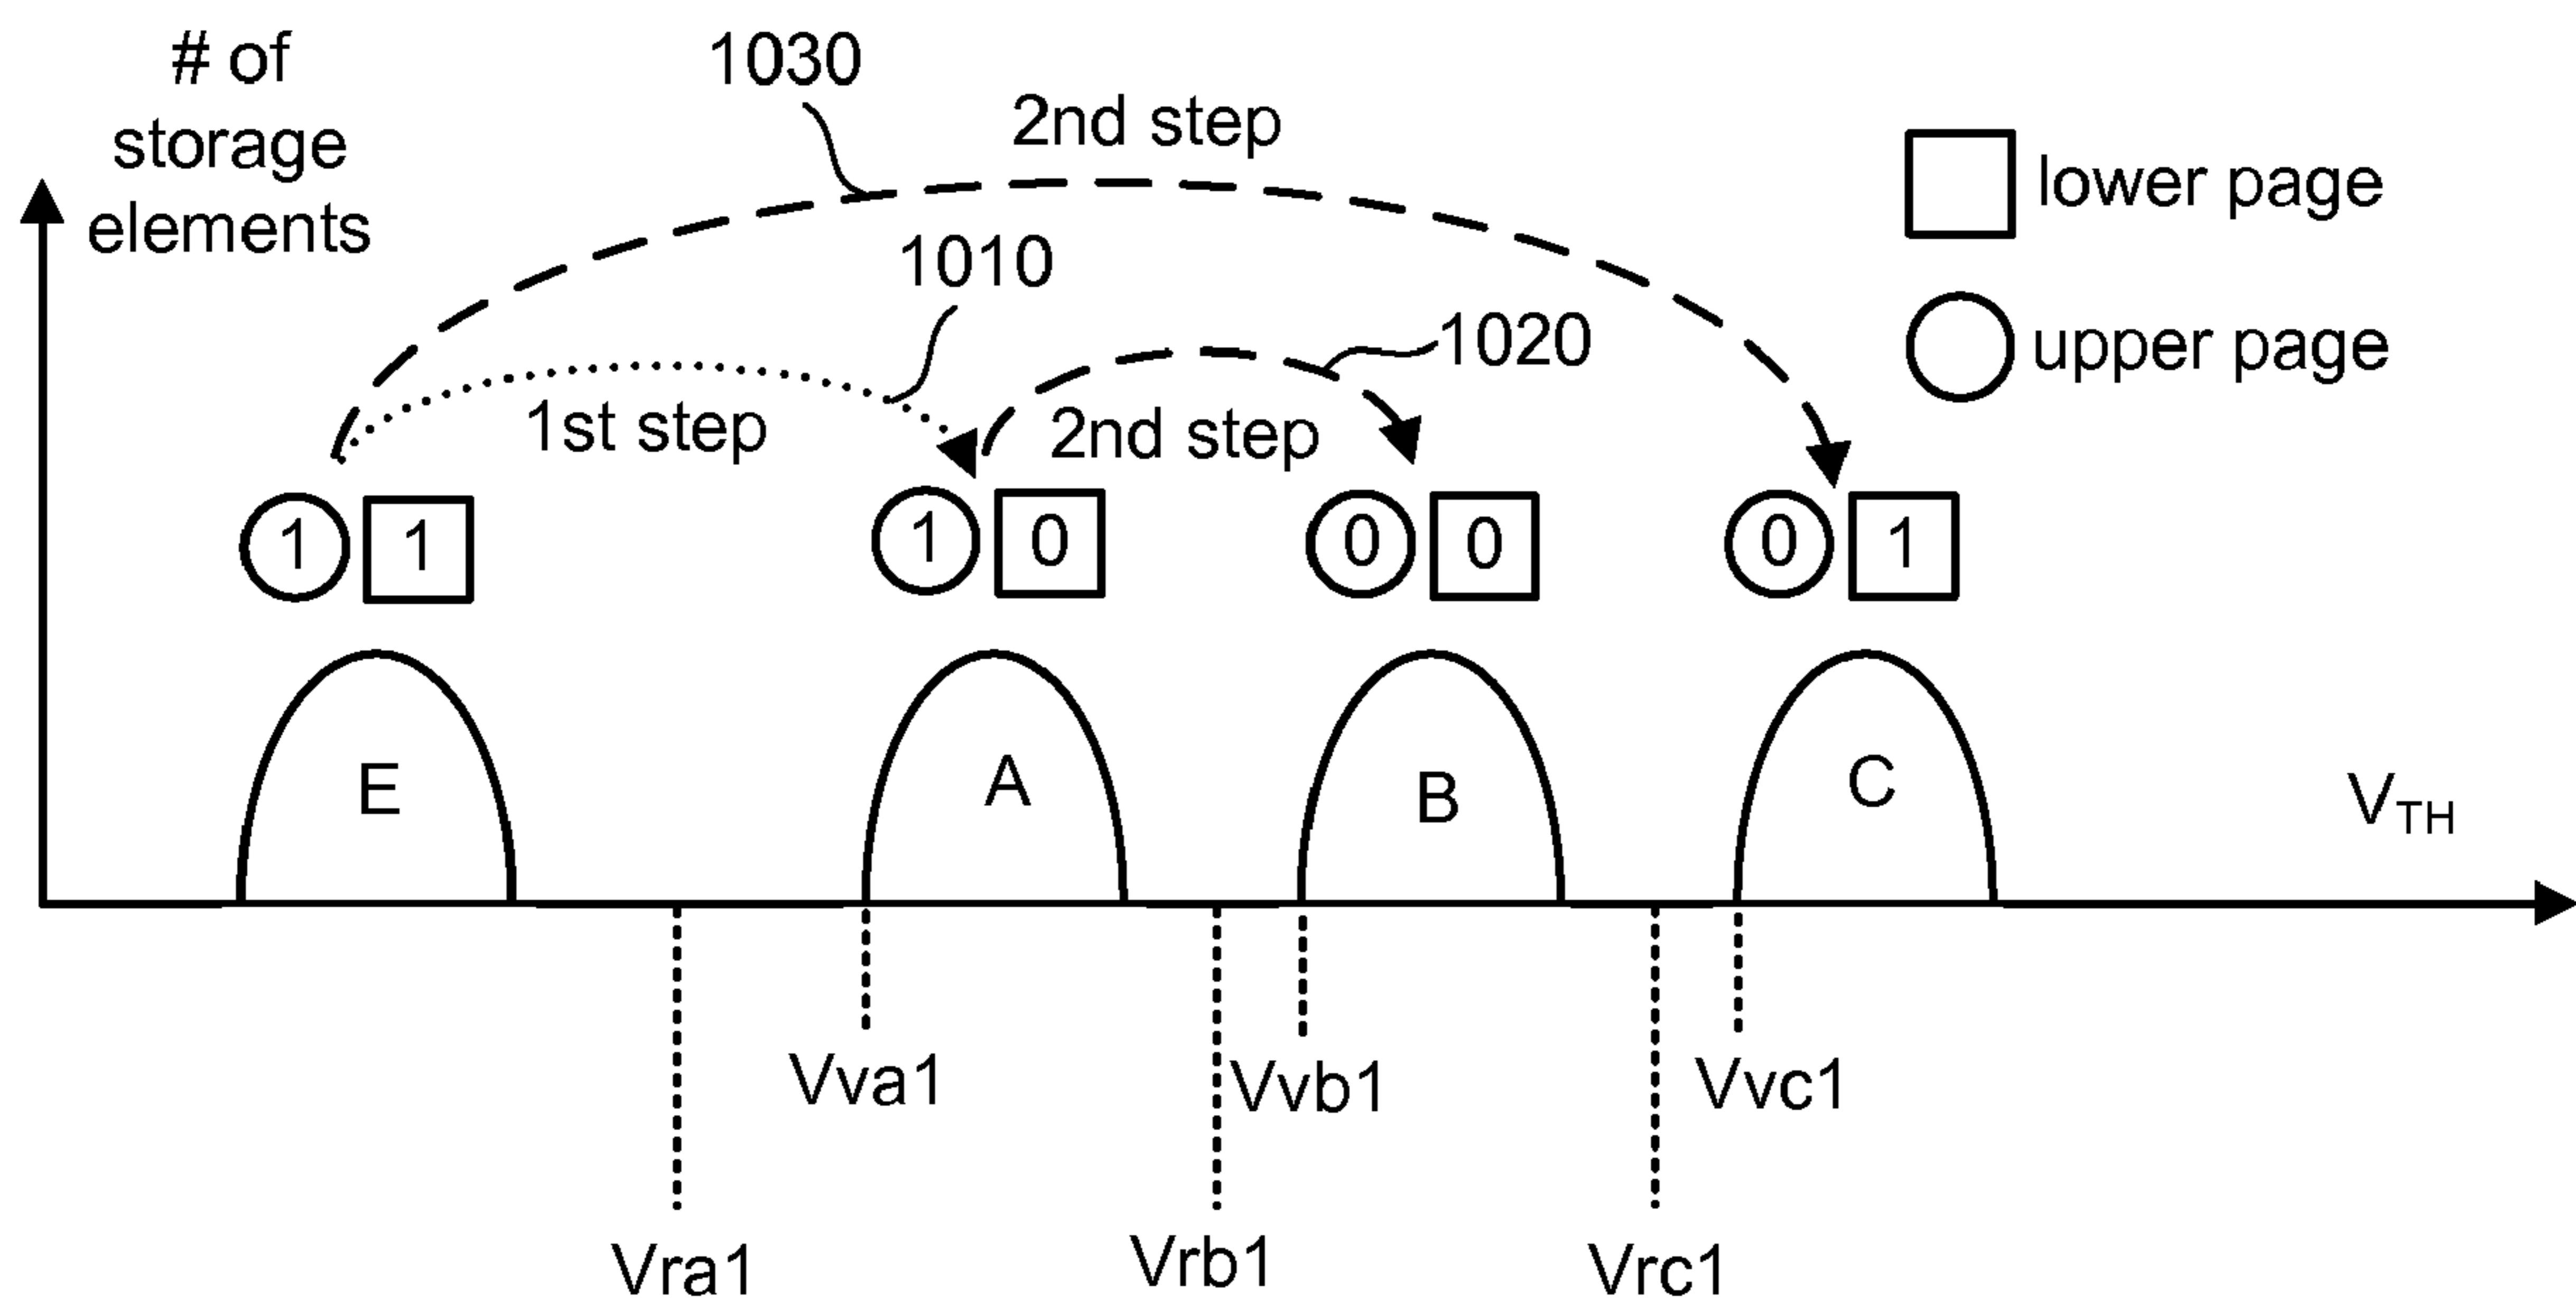 # of
storage
elements
1030
2nd step
lower page
1010
upper page
1020
1st step
2nd step
1 1
1 0
0 0
0 1
E
A
B
C
VTH
Vva1
Vvb1
Vvc1
Vra1
Vrb1
Vrc1